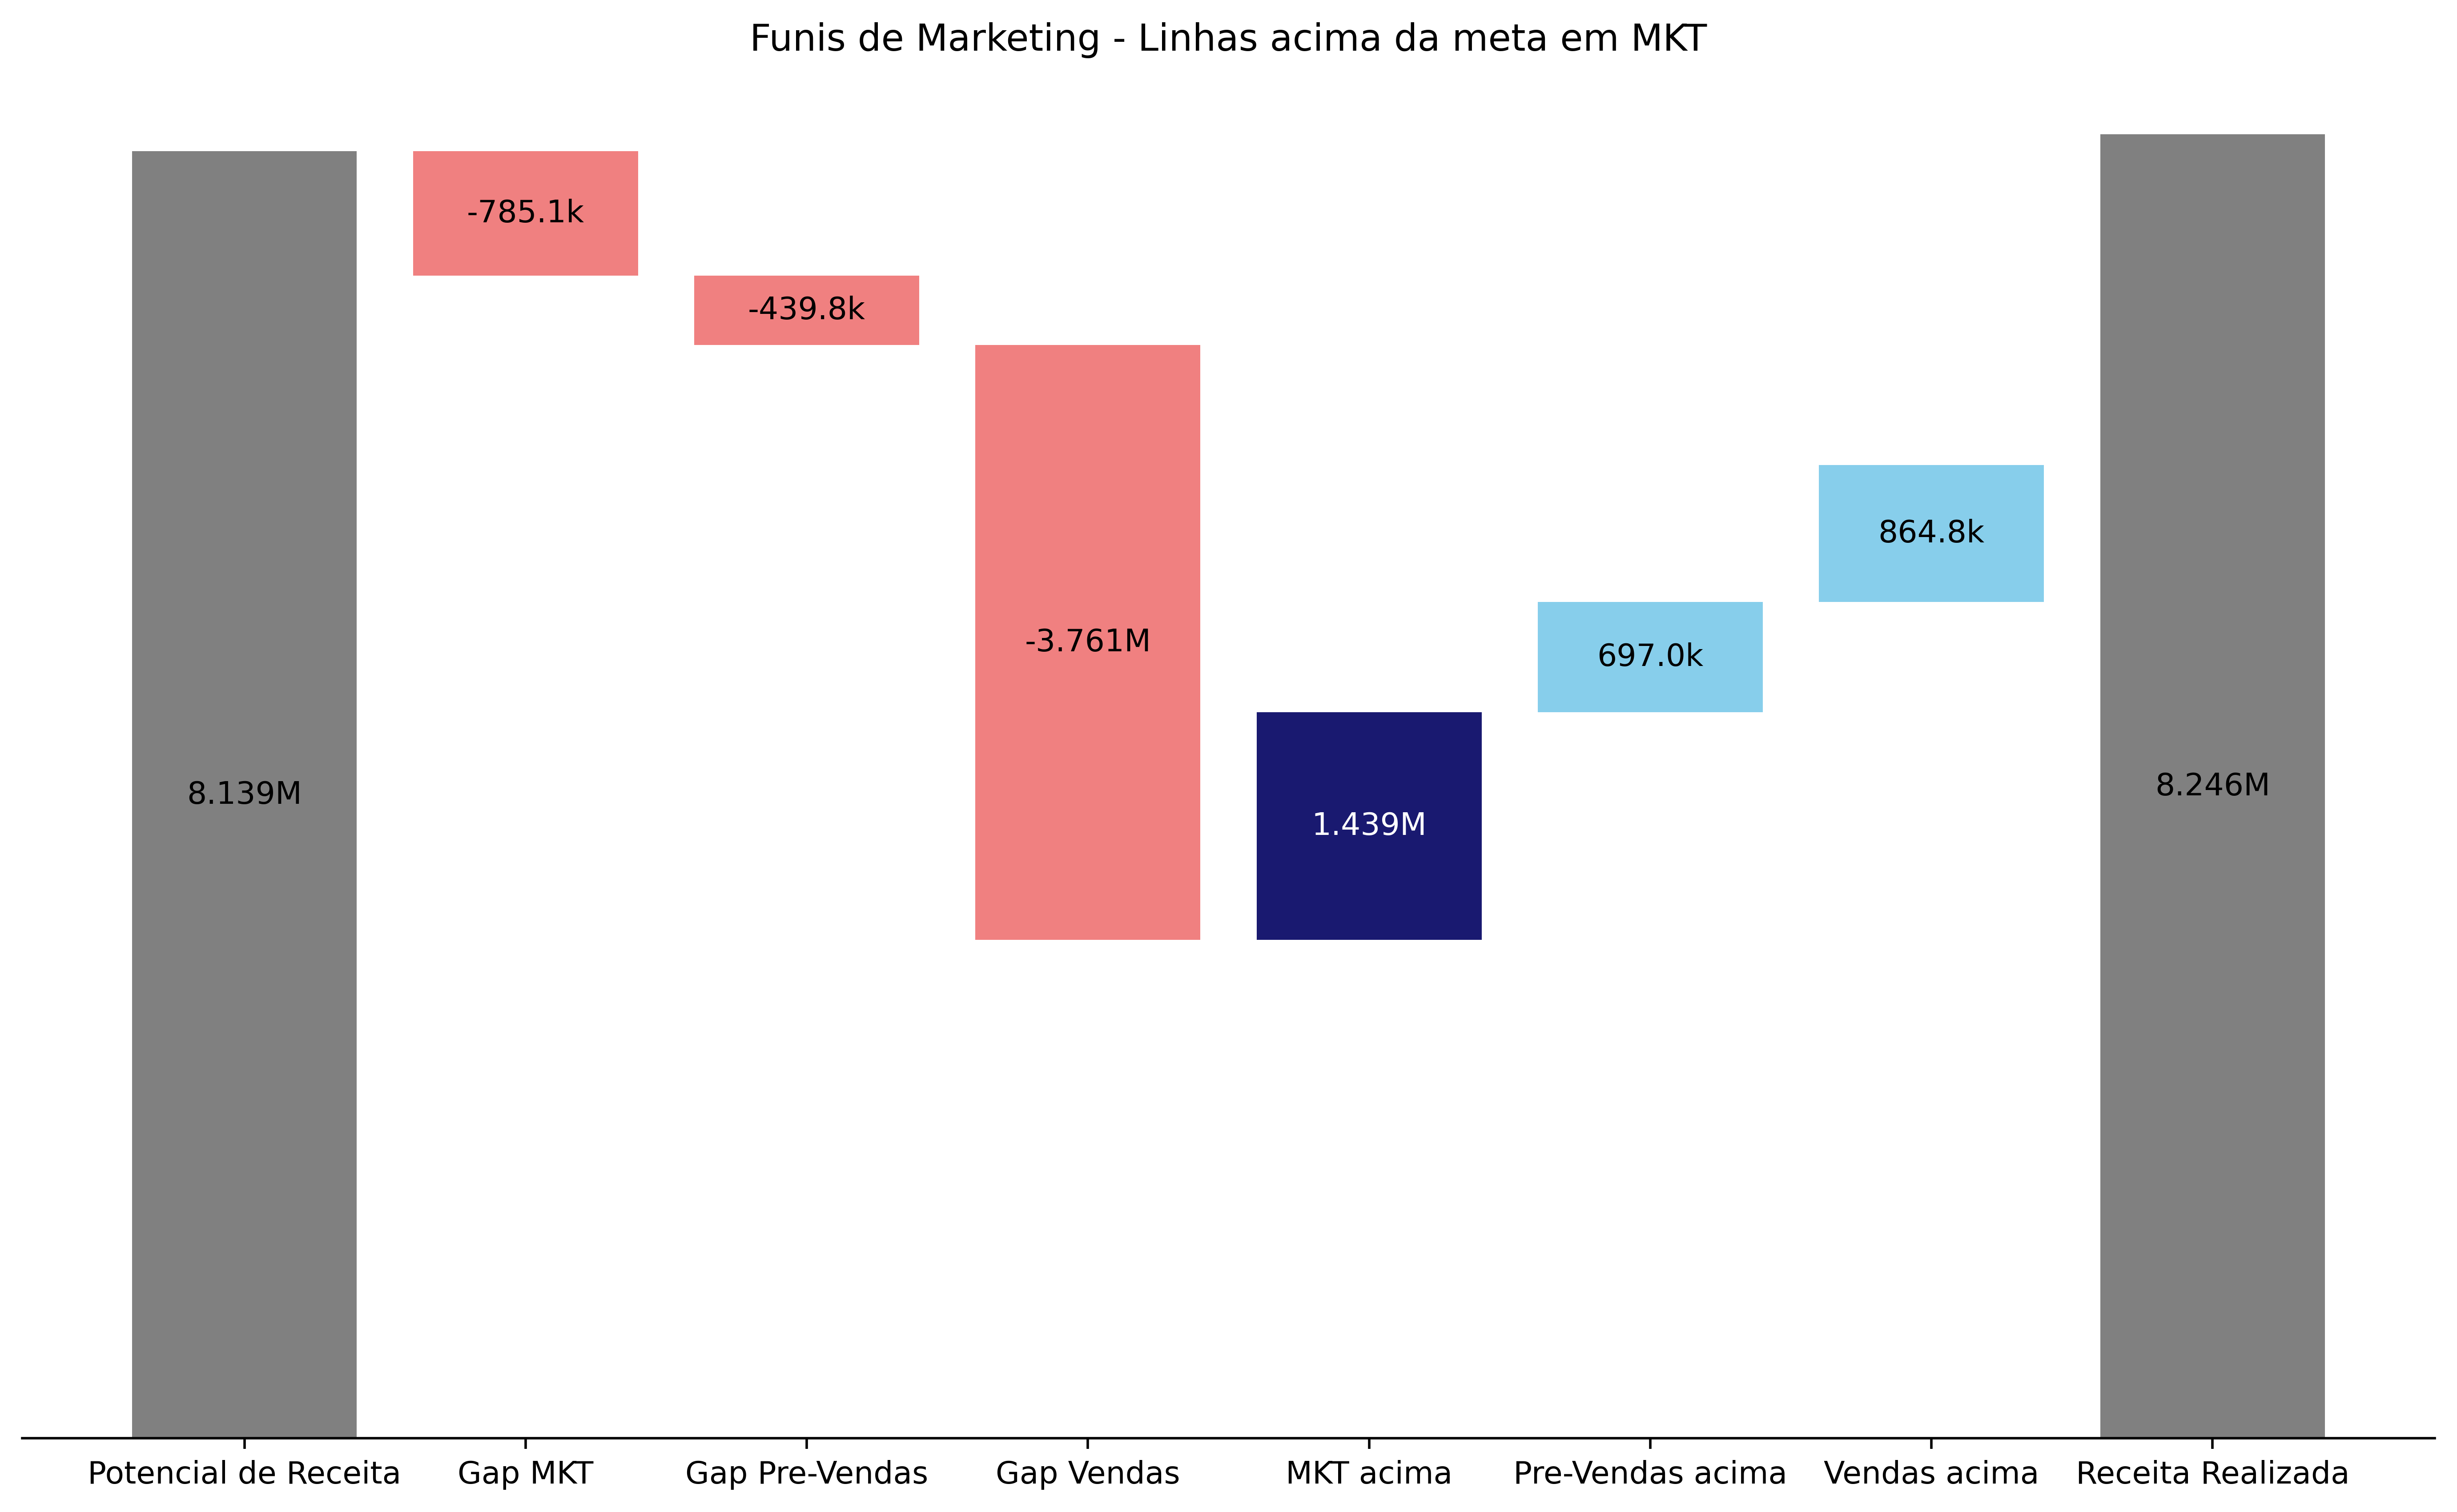 Funis de Marketing - Linhas acima da meta em MKT
-785.1k
-439.8k
864.8k
-3.761M
697.0k
8.139M
1.439M
8.246M
Potencial de Receita
Gap MKT
Gap Pre-Vendas
Gap Vendas
MKT acima
Pre-Vendas acima
Vendas acima
Receita Realizada